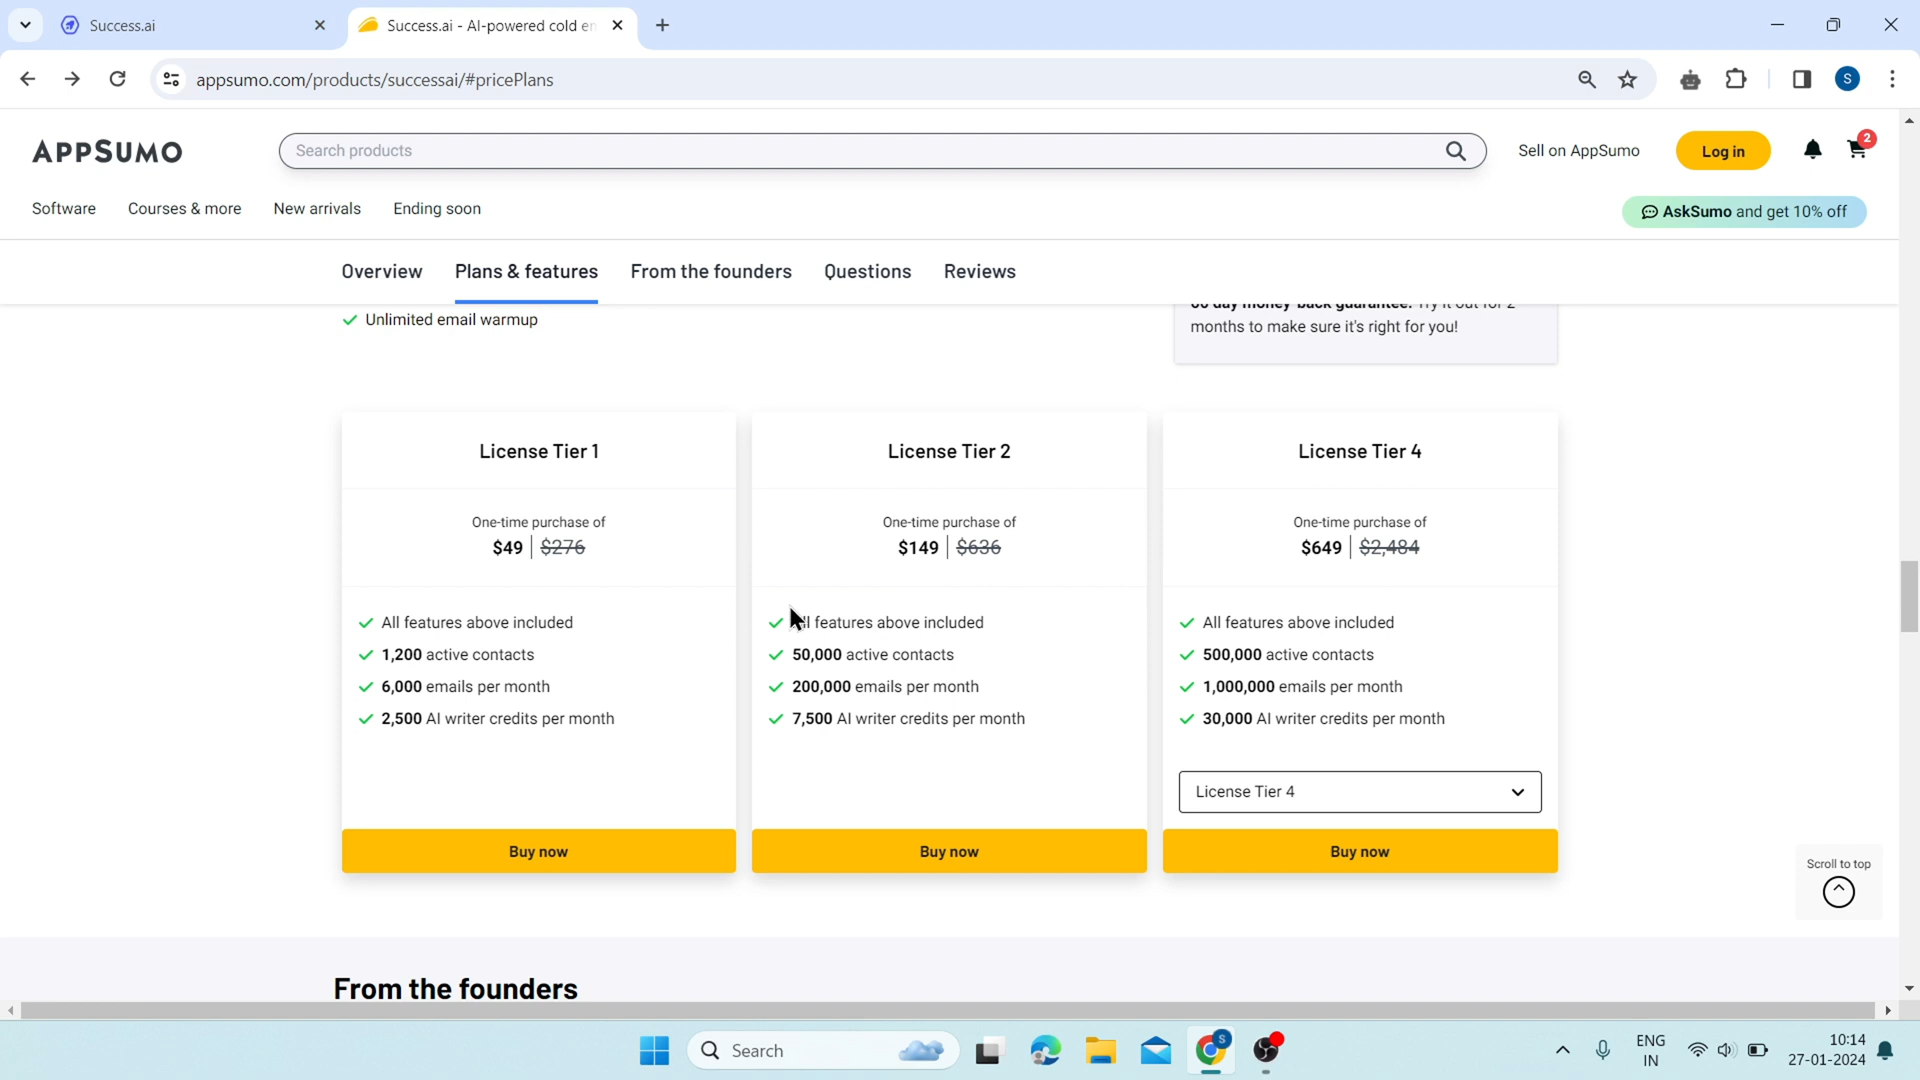 Success.ai
Success.ai - AI-powered cold em
appsumo.com/products/successai/#pricePlans
S
APPSUMO
Search products
Sell on AppSumo
Log in
2
Software
Courses & more
New arrivals
Ending soon
AskSumo and get 10% off
Overview
Plans & features
From the founders
Questions
Reviews
Unlimited email warmup
months to make sure it's right for you!
License Tier 1
One-time purchase of
$49 | $276
All features above included
1,200 active contacts
6,000 emails per month
2,500 AI writer credits per month
Buy now
License Tier 2
One-time purchase of
$149 | $636
All features above included
50,000 active contacts
200,000 emails per month
7,500 AI writer credits per month
Buy now
License Tier 4
One-time purchase of
$649 | $2,484
All features above included
500,000 active contacts
1,000,000 emails per month
30,000 AI writer credits per month
License Tier 4
Buy now
Scroll to top
From the founders
Search
S
ENG
IN
10:14
27-01-2024